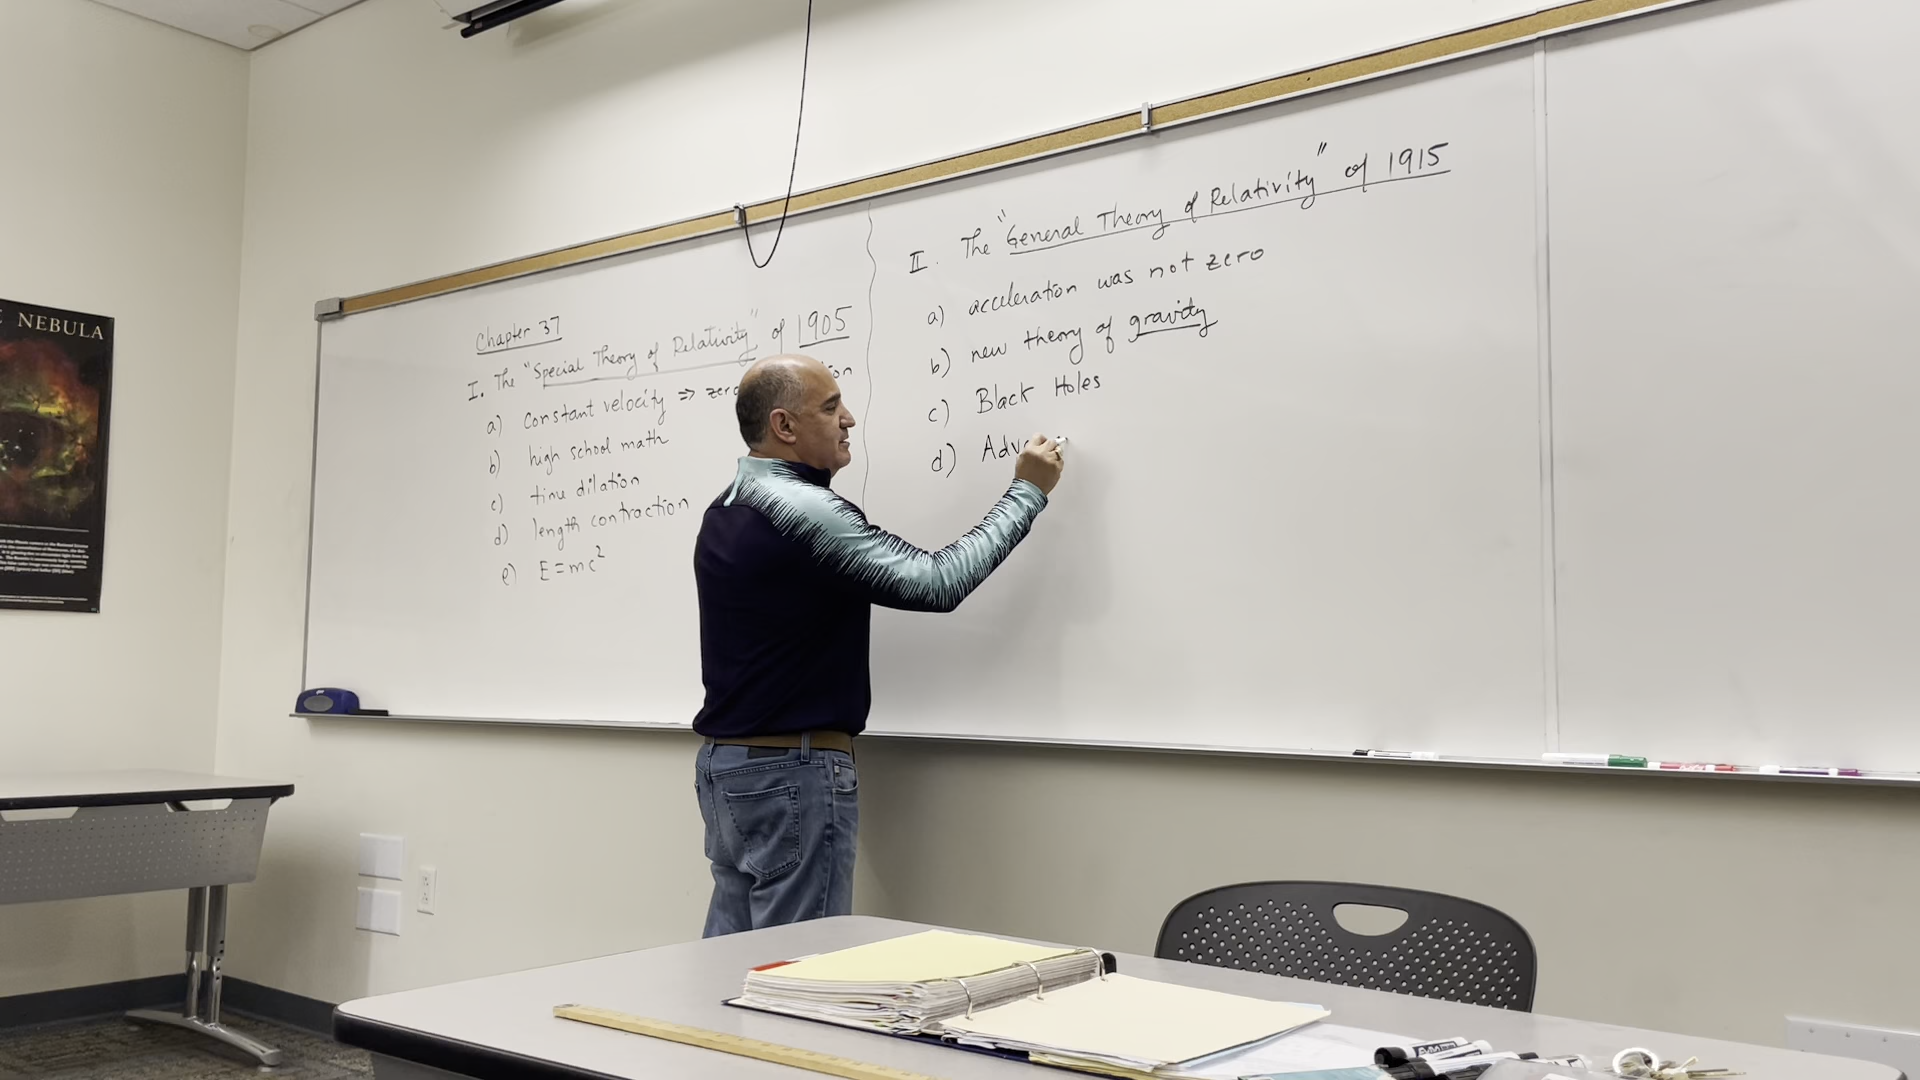 NEBULA
Chapter 37
I. The "Special Theory of Relativity" of 1905
a) constant velocity => zero
b) high school math
c) time dilation
d) length contraction
e) E = mc²
II. The "General Theory of Relativity" of 1915
a) acceleration was not zero
b) new theory of gravity
c) Black Holes
d) Adv